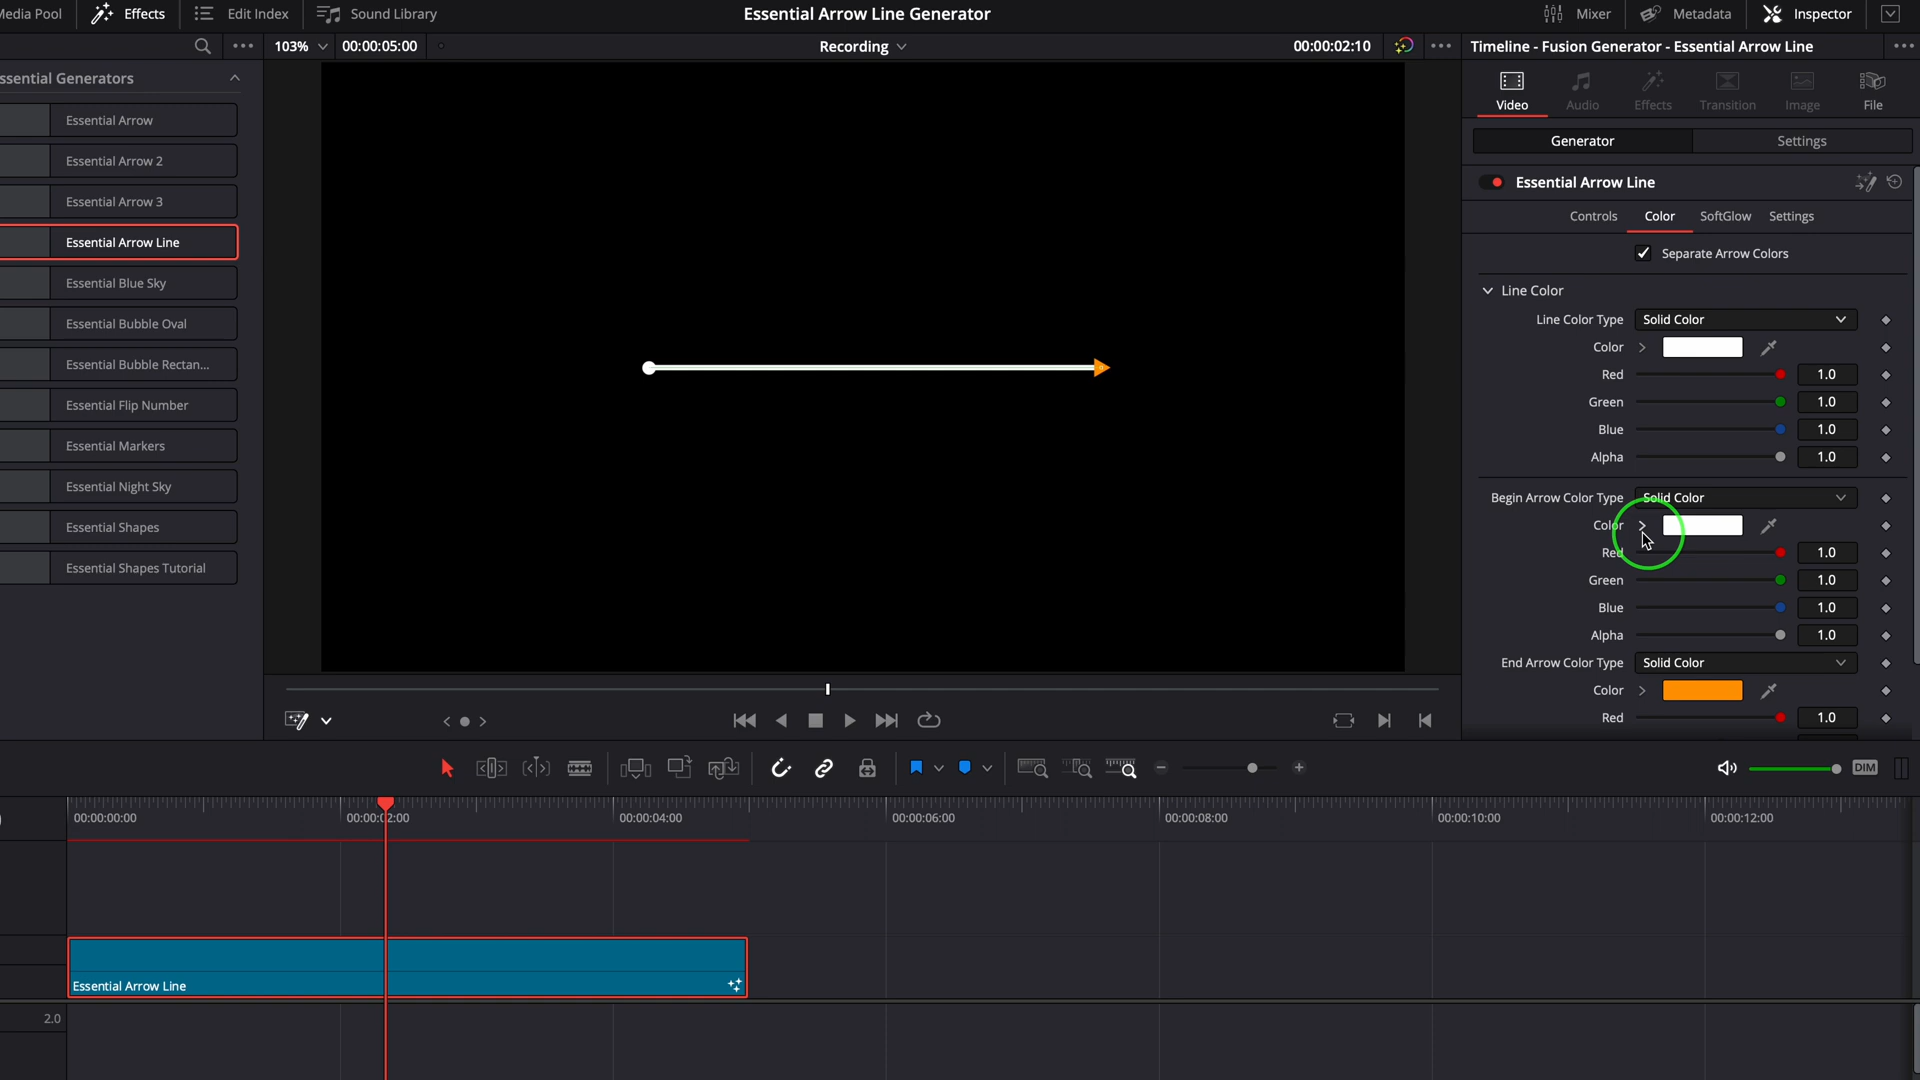 Media Pool
Effects
Edit Index
Sound Library
Essential Arrow Line Generator
Mixer
Metadata
Inspector
103%
00:00:05:00
Recording
00:00:02:10
Timeline - Fusion Generator - Essential Arrow Line
Essential Generators
Essential Arrow
Essential Arrow 2
Essential Arrow 3
Essential Arrow Line
Essential Blue Sky
Essential Bubble Oval
Essential Bubble Rectan...
Essential Flip Number
Essential Markers
Essential Night Sky
Essential Shapes
Essential Shapes Tutorial
Video
Audio
Effects
Transition
Image
File
Generator
Settings
Essential Arrow Line
Controls
Color
SoftGlow
Settings
Separate Arrow Colors
Line Color
Line Color Type
Solid Color
Color
Red
1.0
Green
1.0
Blue
1.0
Alpha
1.0
Begin Arrow Color Type
Solid Color
Color
Red
1.0
Green
1.0
Blue
1.0
Alpha
1.0
End Arrow Color Type
Solid Color
Color
Red
1.0
DIM
00:00:00:00
00:00:02:00
00:00:04:00
00:00:06:00
00:00:08:00
00:00:10:00
00:00:12:00
Essential Arrow Line
2.0